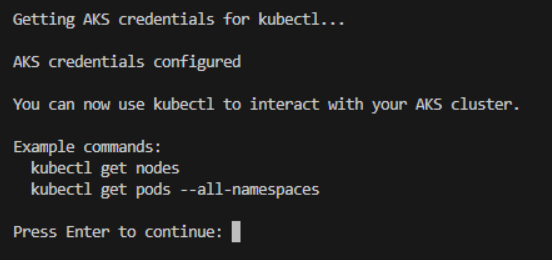 Getting AKS credentials for kubectl...
AKS credentials configured
You can now use kubectl to interact with your AKS cluster.
Example commands:
kubectl get nodes
kubectl get pods --all-namespaces
Press Enter to continue: